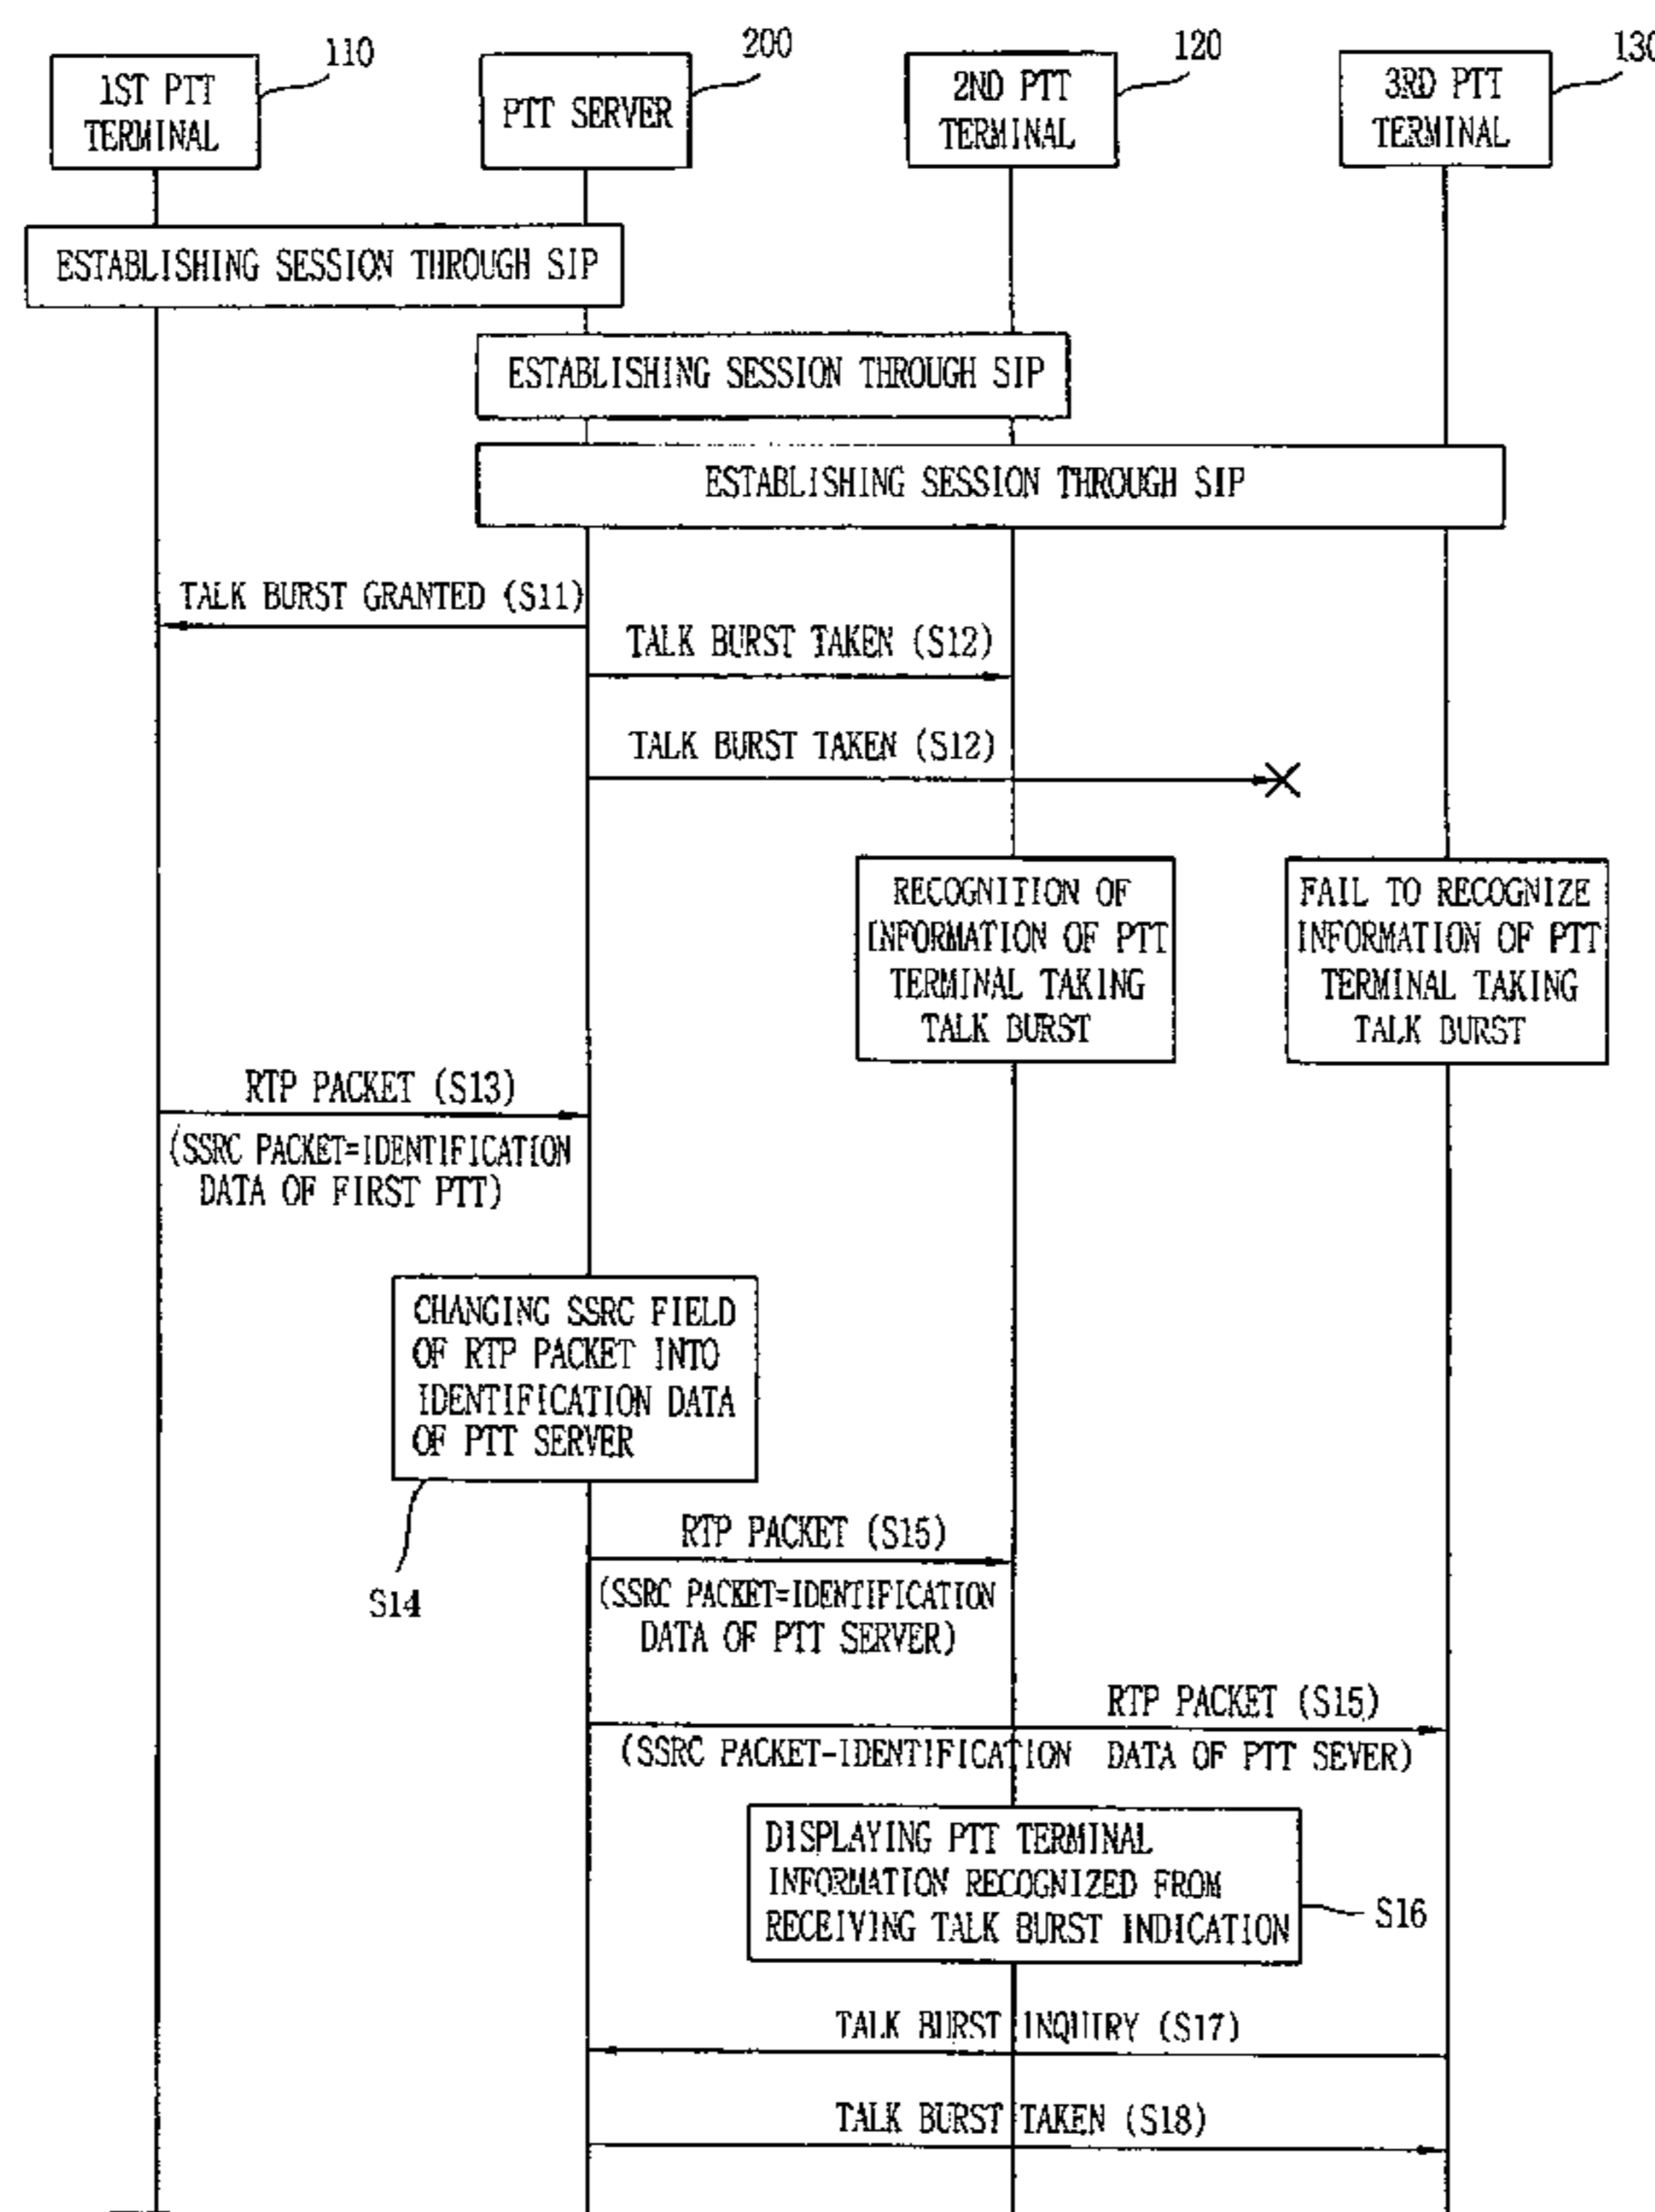 110
200
120
130
1ST PTT
TERMINAL
PTT SERVER
2ND PTT
TERMINAL
3RD PTT
TERMINAL
ESTABLISHING SESSION THROUGH SIP
ESTABLISHING SESSION THROUGH SIP
ESTABLISHING SESSION THROUGH SIP
TALK BURST GRANTED (S11)
TALK BURST TAKEN (S12)
TALK BURST TAKEN (S12)
RECOGNITION OF
INFORMATION OF PTT
TERMINAL TAKING
TALK BURST
FAIL TO RECOGNIZE
INFORMATION OF PTT
TERMINAL TAKING
TALK BURST
RTP PACKET (S13)
(SSRC PACKET=IDENTIFICATION
DATA OF FIRST PTT)
CHANGING SSRC FIELD
OF RTP PACKET INTO
IDENTIFICATION DATA
OF PTT SERVER
S14
RTP PACKET (S15)
(SSRC PACKET=IDENTIFICATION
DATA OF PTT SERVER)
RTP PACKET (S15)
(SSRC PACKET-IDENTIFICATION DATA OF PTT SEVER)
DISPLAYING PTT TERMINAL
INFORMATION RECOGNIZED FROM
RECEIVING TALK BURST INDICATION
S16
TALK BURST INQUIRY (S17)
TALK BURST TAKEN (S18)